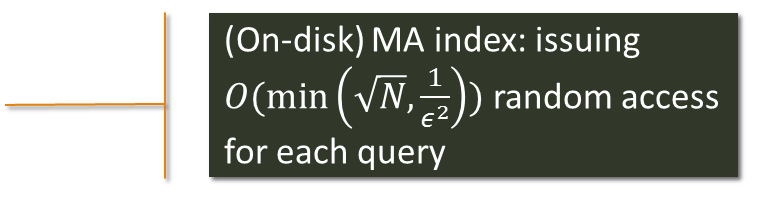 (On-disk) MA index: issuing
𝑂(min(√𝑁, 1/𝜖²)) random access
for each query